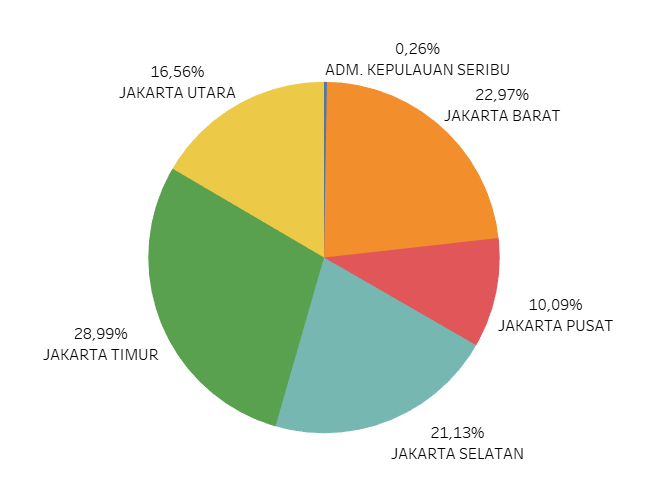 0,26%
ADM. KEPULAUAN SERIBU
16,56%
JAKARTA UTARA
22,97%
JAKARTA BARAT
10,09%
JAKARTA PUSAT
28,99%
JAKARTA TIMUR
21,13%
JAKARTA SELATAN